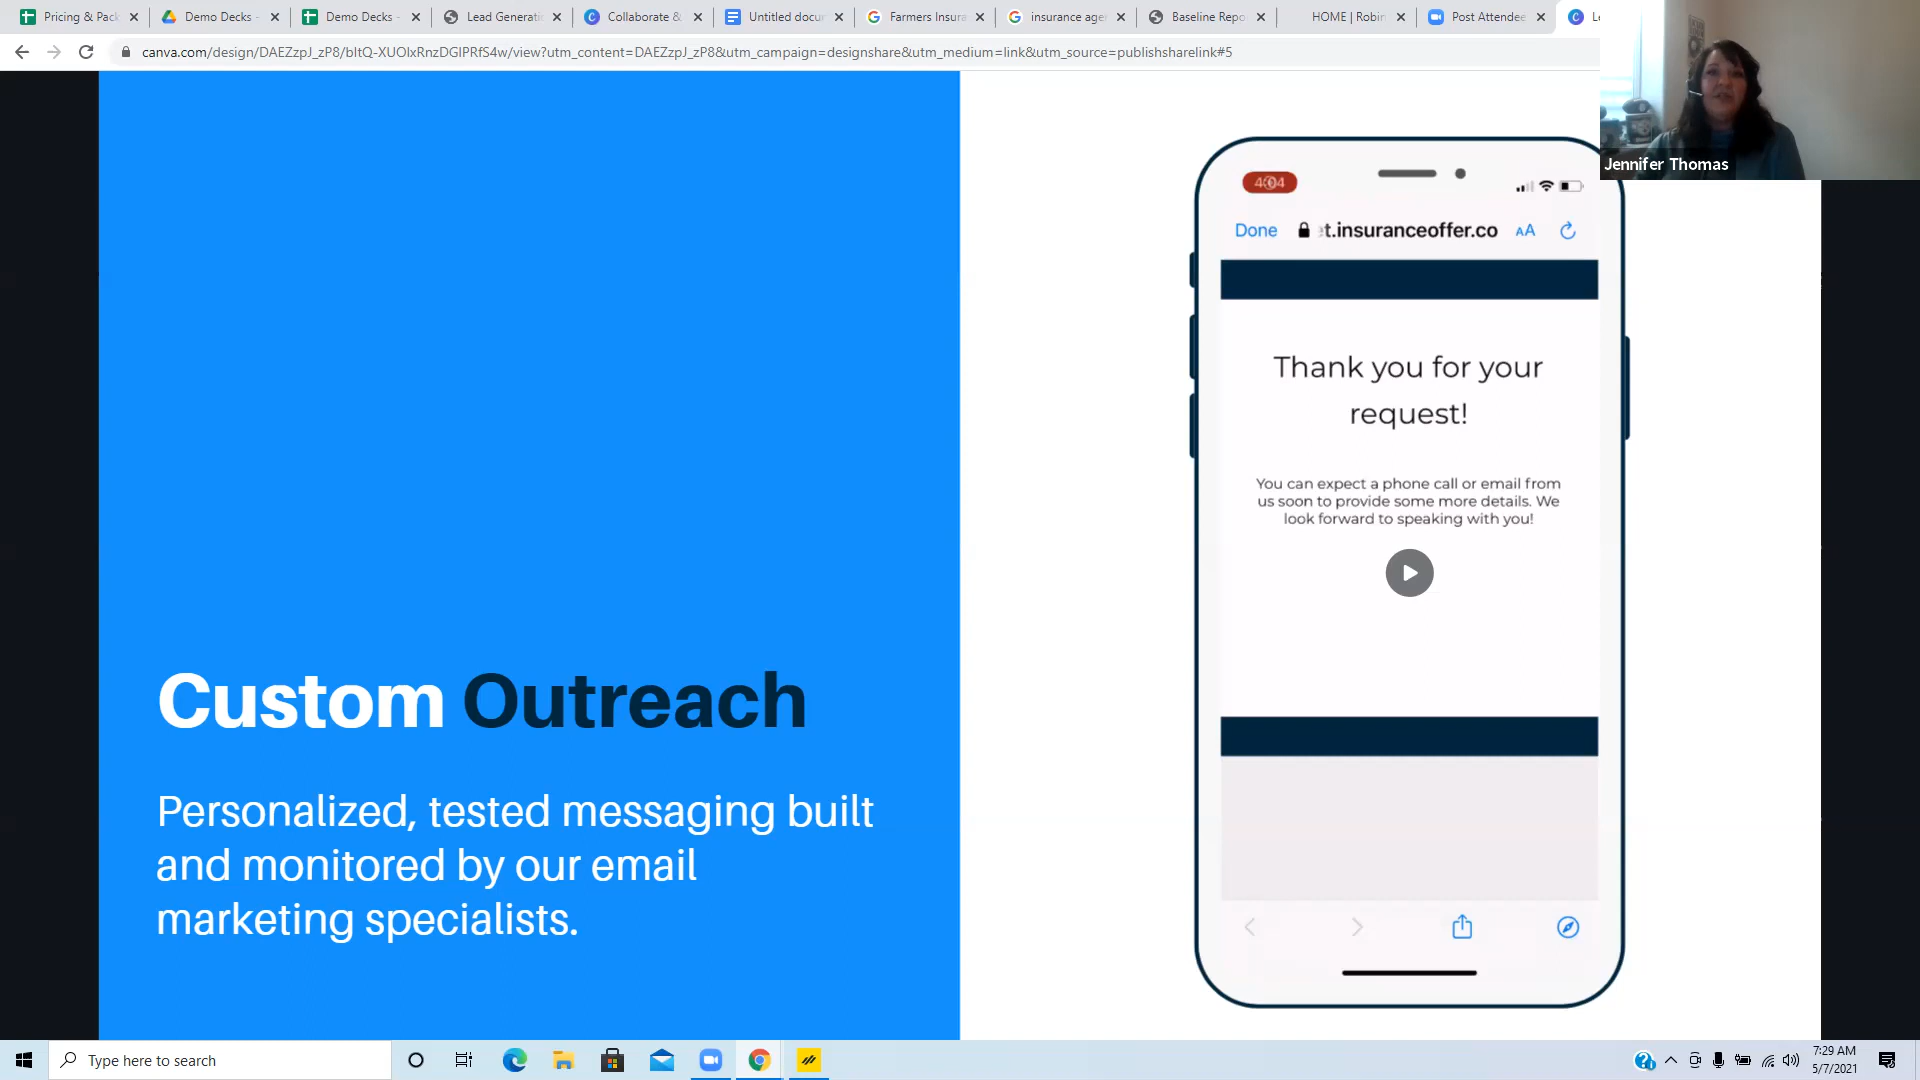 Pricing & Pack
Demo Decks -
Demo Decks -
Lead Generati
Collaborate &
Untitled docu
Farmers Insura
insurance age
Baseline Repo
HOME | Robin
Post Attendee
canva.com/design/DAEZzpJ_zP8/bItQ-XUOIxRnzDGIPRfS4w/view?utm_content=DAEZzpJ_zP8&utm_campaign=designshare&utm_medium=link&utm_source=publishsharelink#5
Jennifer Thomas
Done
t.insuranceoffer.co
AA
Thank you for your
request!
You can expect a phone call or email from
us soon to provide some more details. We
look forward to speaking with you!
Custom Outreach
Personalized, tested messaging built
and monitored by our email
marketing specialists.
Type here to search
7:29 AM
5/7/2021